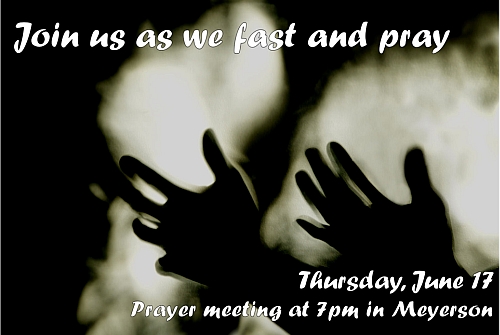 Join us as we fast and pray
Thursday, June 17
Prayer meeting at 7pm in Meyerson